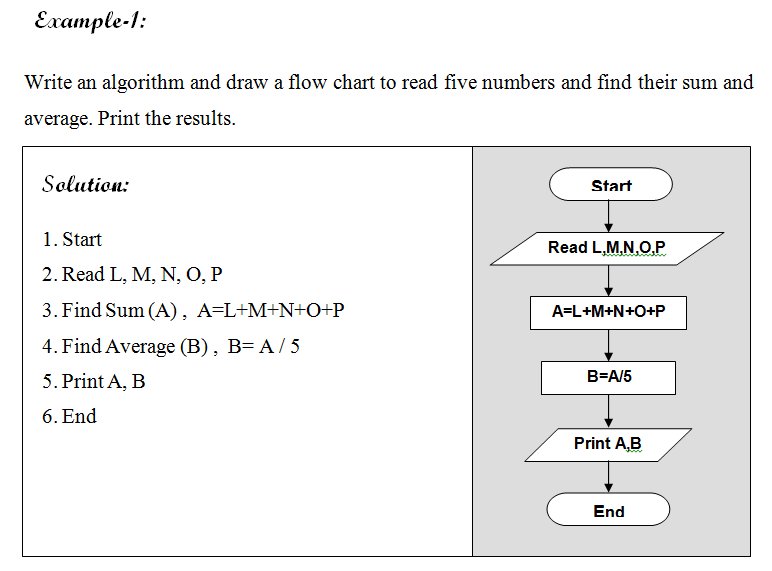 Example-1:
Write an algorithm and draw a flow chart to read five numbers and find their sum and
average. Print the results.
Solution:
1. Start
2. Read L, M, N, O, P
3. Find Sum (A) , A=L+M+N+O+P
4. Find Average (B) , B= A / 5
5. Print A, B
6. End
Start
Read L,M,N,O,P
A=L+M+N+O+P
B=A/5
Print A,B
End